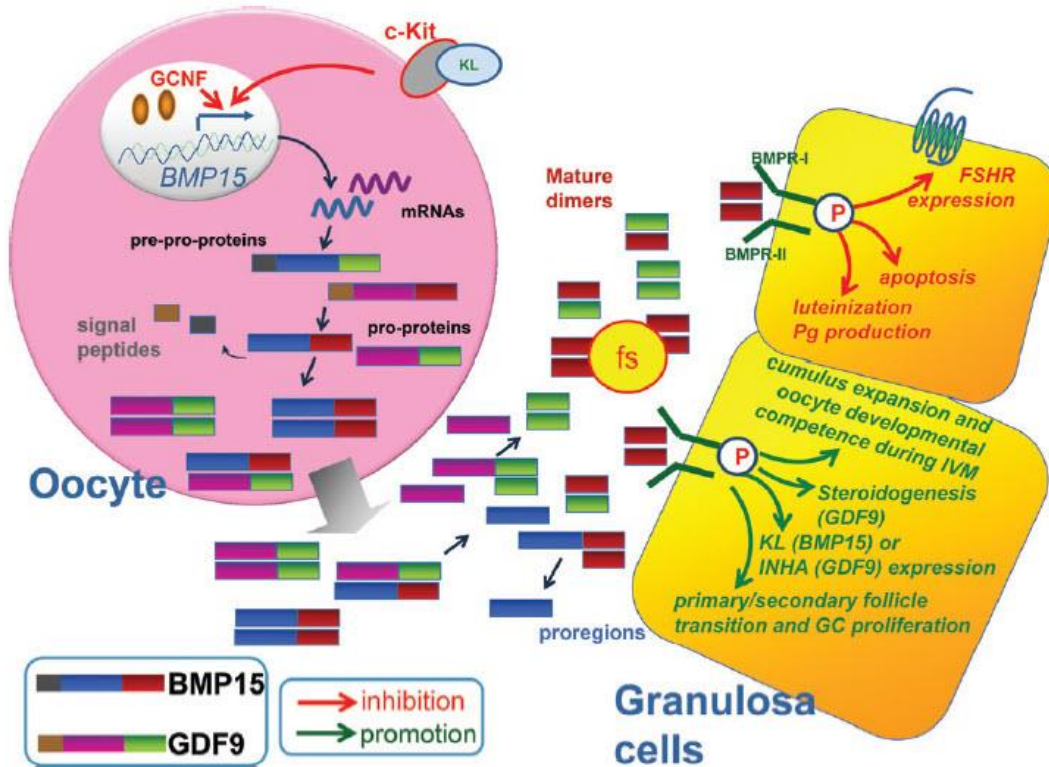 c-Kit
KL
GCNF
BMP15
mRNAs
pre-pro-proteins
signal
peptides
pro-proteins
Oocyte
Mature
dimers
fs
proregions
BMPR-I
BMPR-II
P
FSHR
expression
apoptosis
luteinization
Pg production
P
cumulus expansion and
oocyte developmental
competence during IVM
Steroidogenesis
(GDF9)
KL (BMP15) or
INHA (GDF9) expression
primary/secondary follicle
transition and GC proliferation
Granulosa
cells
BMP15
GDF9
inhibition
promotion